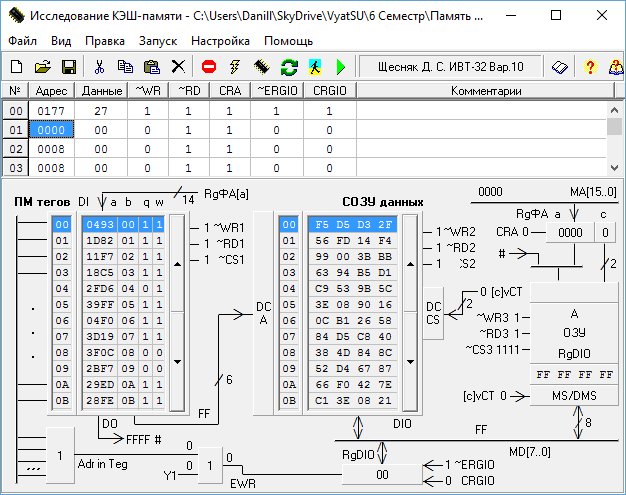 Исследование КЭШ-памяти - C:\Users\Danill\SkyDrive\VyatSU\6 Семестр\Память ...
Файл Вид Правка Запуск Настройка Помощь
Щесняк Д. С. ИВТ-32 Вар.10
№ Адрес Данные ~WR ~RD CRA ~ERGIO CRGIO Комментарии
00 0177 27 1 1 1 1 1
01 0000 00 0 1 1 0 0
02 0008 00 0 1 1 0 0
03 0008 00 0 1 1 0 0
ПМ тегов DI a b q w 14 RgФА[a] СОЗУ данных 0000 MA[15..0]
RgФА a c
CRA 0 0000 0
# 2
00 0493 00 1 1 1 ~WR1 00 F5 D5 D3 2F 1 ~WR2
01 1D82 01 1 1 1 ~RD1 01 56 FD 14 F4 1 ~RD2
02 11F7 02 1 1 1 ~CS1 02 99 00 3B BB 1 CS2
03 18C5 03 1 1 03 63 94 B5 D1
04 2FD6 04 0 1 04 C9 53 9B 5C
05 39FF 05 1 1 05 3E 08 90 16
06 04F0 06 1 1 06 0C B1 26 58
07 3D19 07 1 1 07 84 D5 C8 40
08 3F0C 08 0 0 08 38 4D 84 8C
09 2BF7 09 0 0 09 52 D4 67 87
0A 29ED 0A 1 1 0A 66 F0 42 7E
0B 28FE 0B 1 1 0B C1 3E 08 21
DC A
DC CS
2 0 [c]vCT
~WR3 1
~RD3 1
~CS3 1111
A
ОЗУ
RgDIO
FF FF FF FF
[c]vCT 0 MS/DMS
6
FF
8
DO FFFF # DIO FF MD[7..0]
1
Adr in Teg 0
Y1 0 1 0
EWR
RgDIO
00
1 ~ERGIO
0 CRGIO